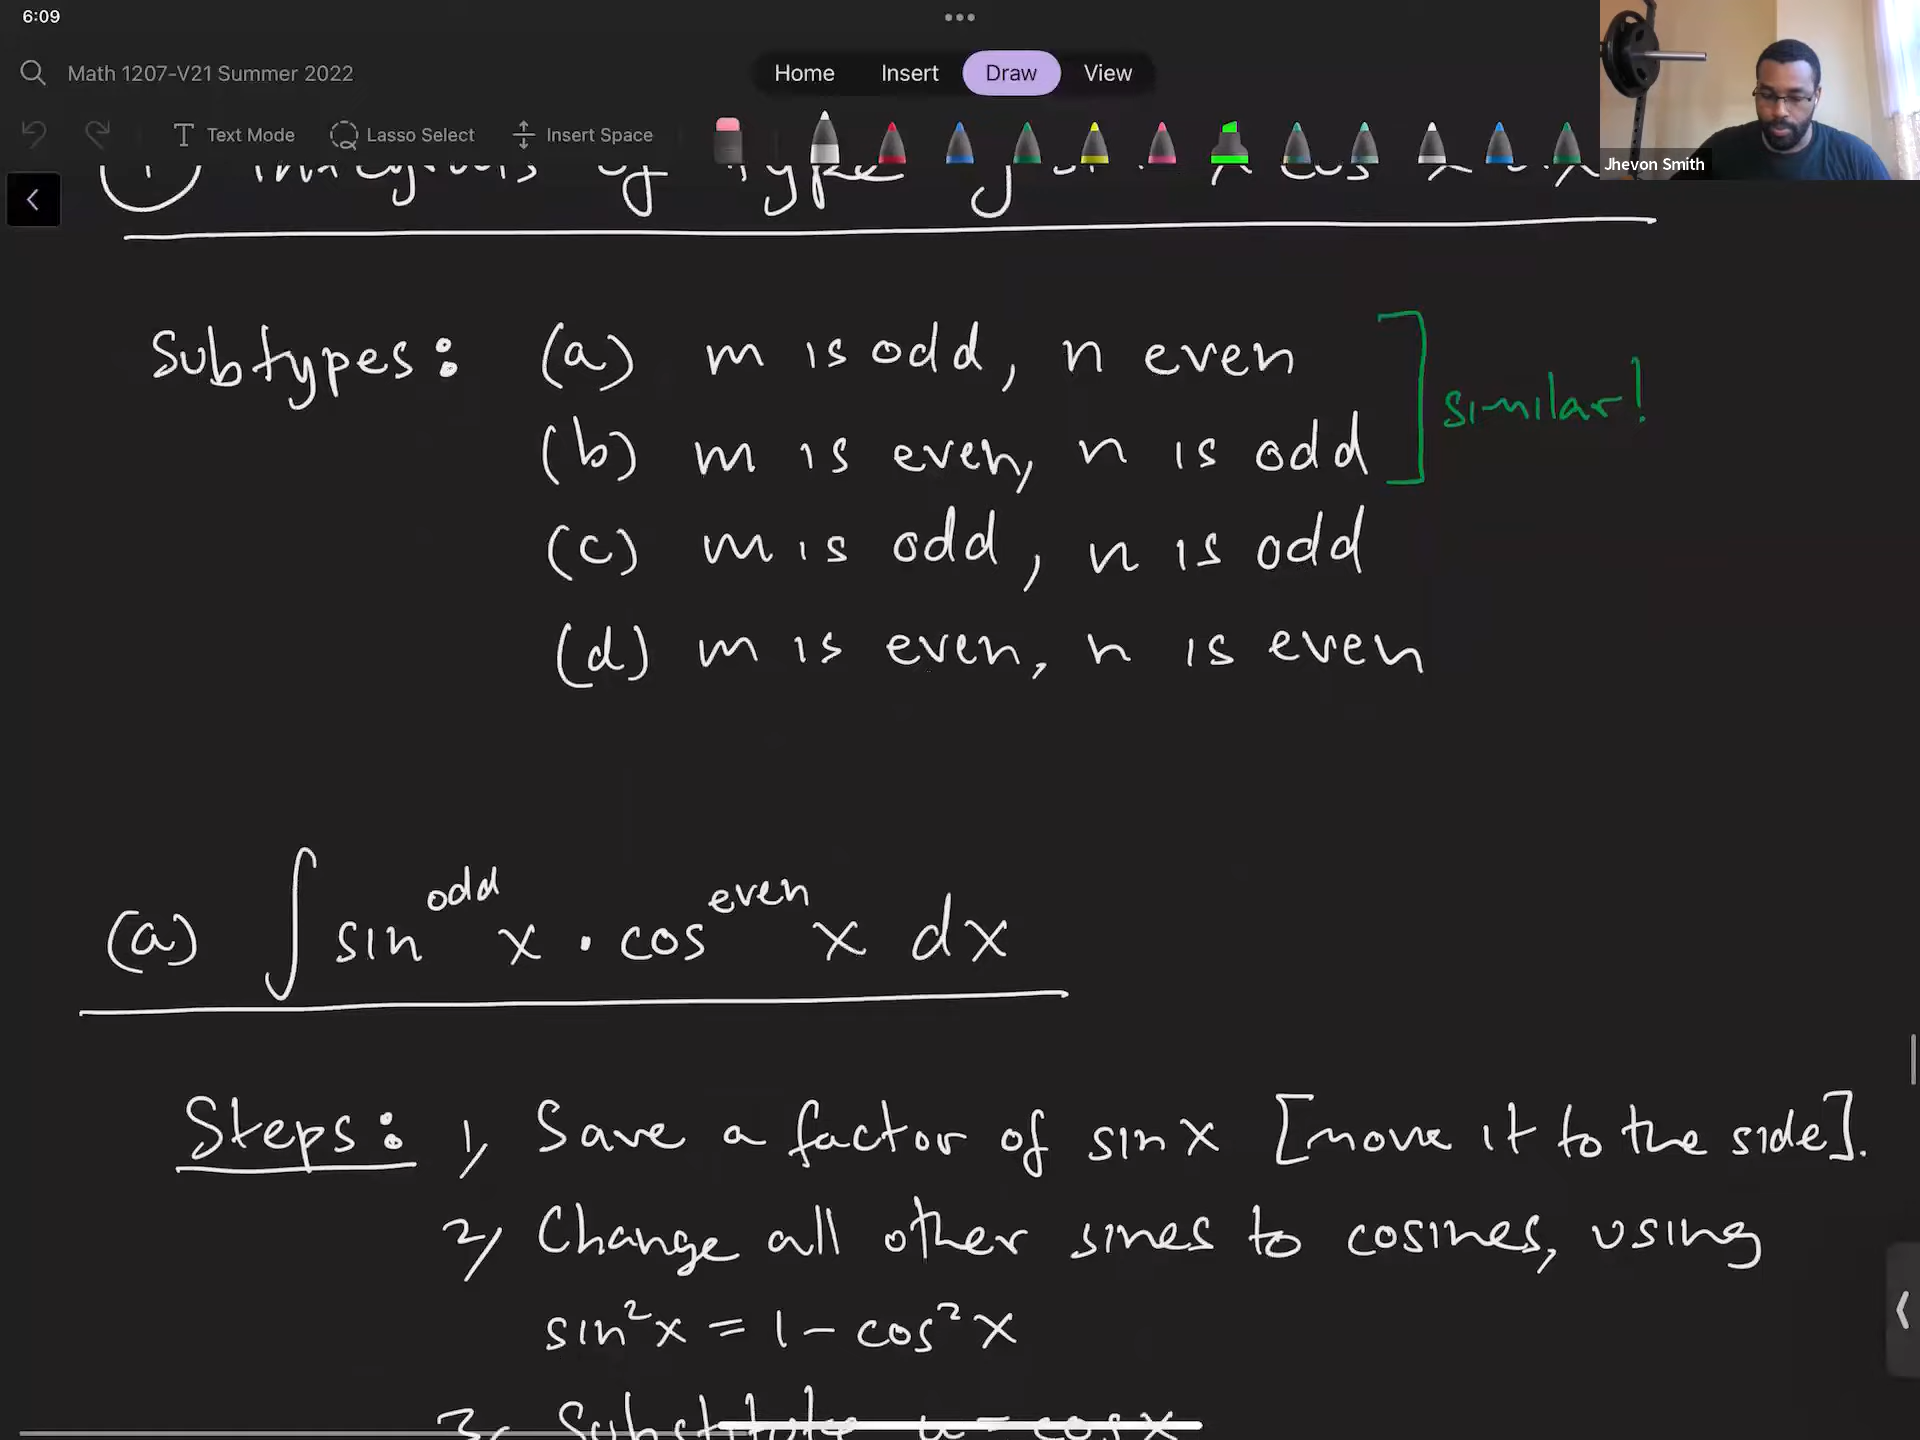 6:09
Math 1207-V21 Summer 2022
Home Insert Draw View
Text Mode Lasso Select Insert Space
Jhevon Smith
Subtypes: (a) m is odd, n even
(b) m is even, n is odd
similar!
(c) m is odd, n is odd
(d) m is even, n is even
(a) ∫ sin^odd x · cos^even x dx
Steps: 1, Save a factor of sin x [move it to the side].
2, Change all other sines to cosines, using
sin²x = 1 - cos²x
3, Substitute u = cos x